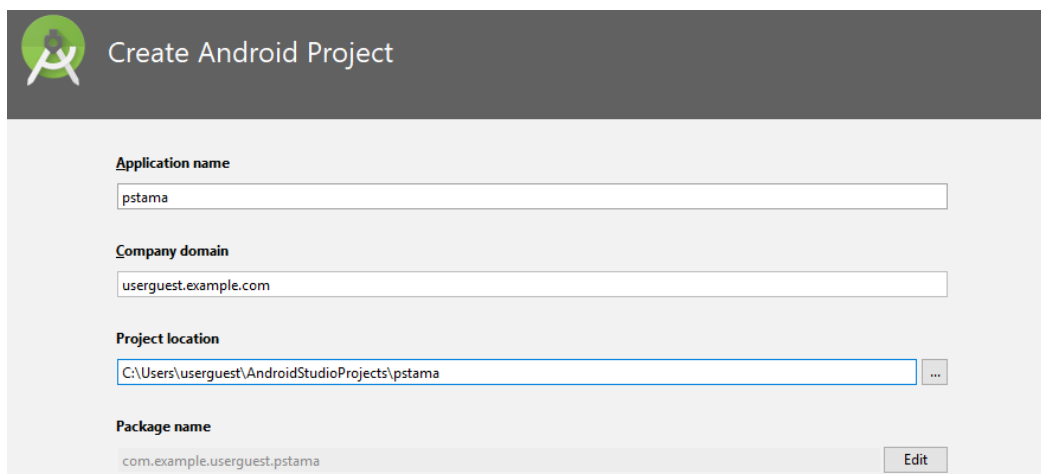 Create Android Project
Application name
pstama
Company domain
userguest.example.com
Project location
C:\Users\userguest\AndroidStudioProjects\pstama
...
Package name
com.example.userguest.pstama
Edit